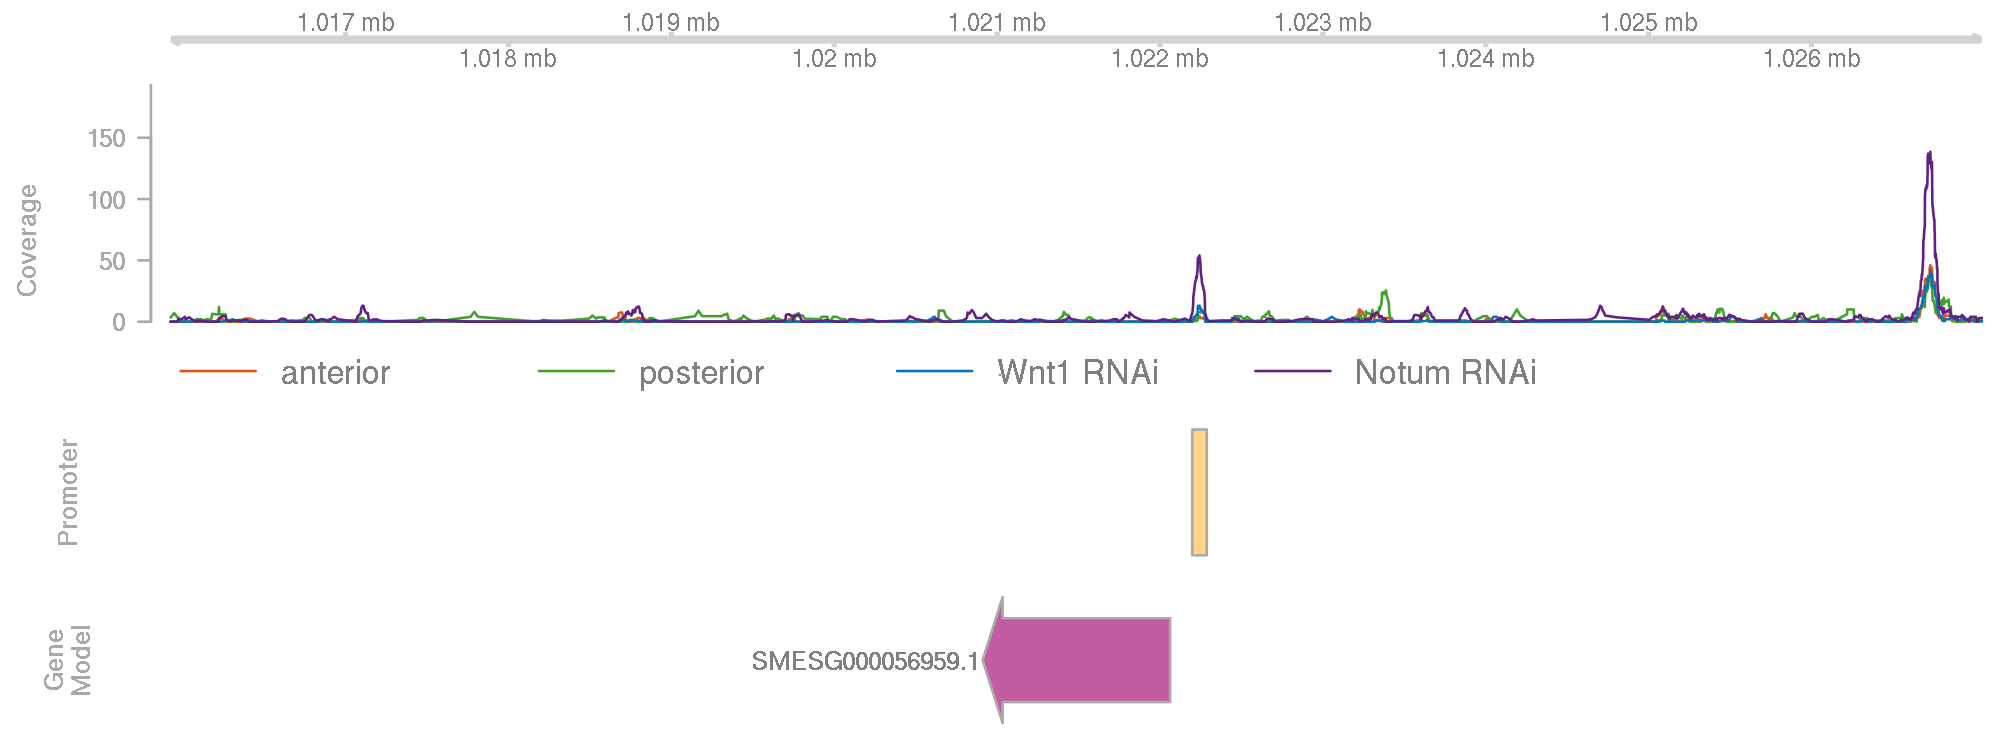 1.017 mb 1.019 mb 1.021 mb 1.023 mb 1.025 mb
1.018 mb 1.02 mb 1.022 mb 1.024 mb 1.026 mb
Coverage
150
100
50
0
anterior posterior Wnt1 RNAi Notum RNAi
Promoter
0
Gene
Model
SMESG000056959.1